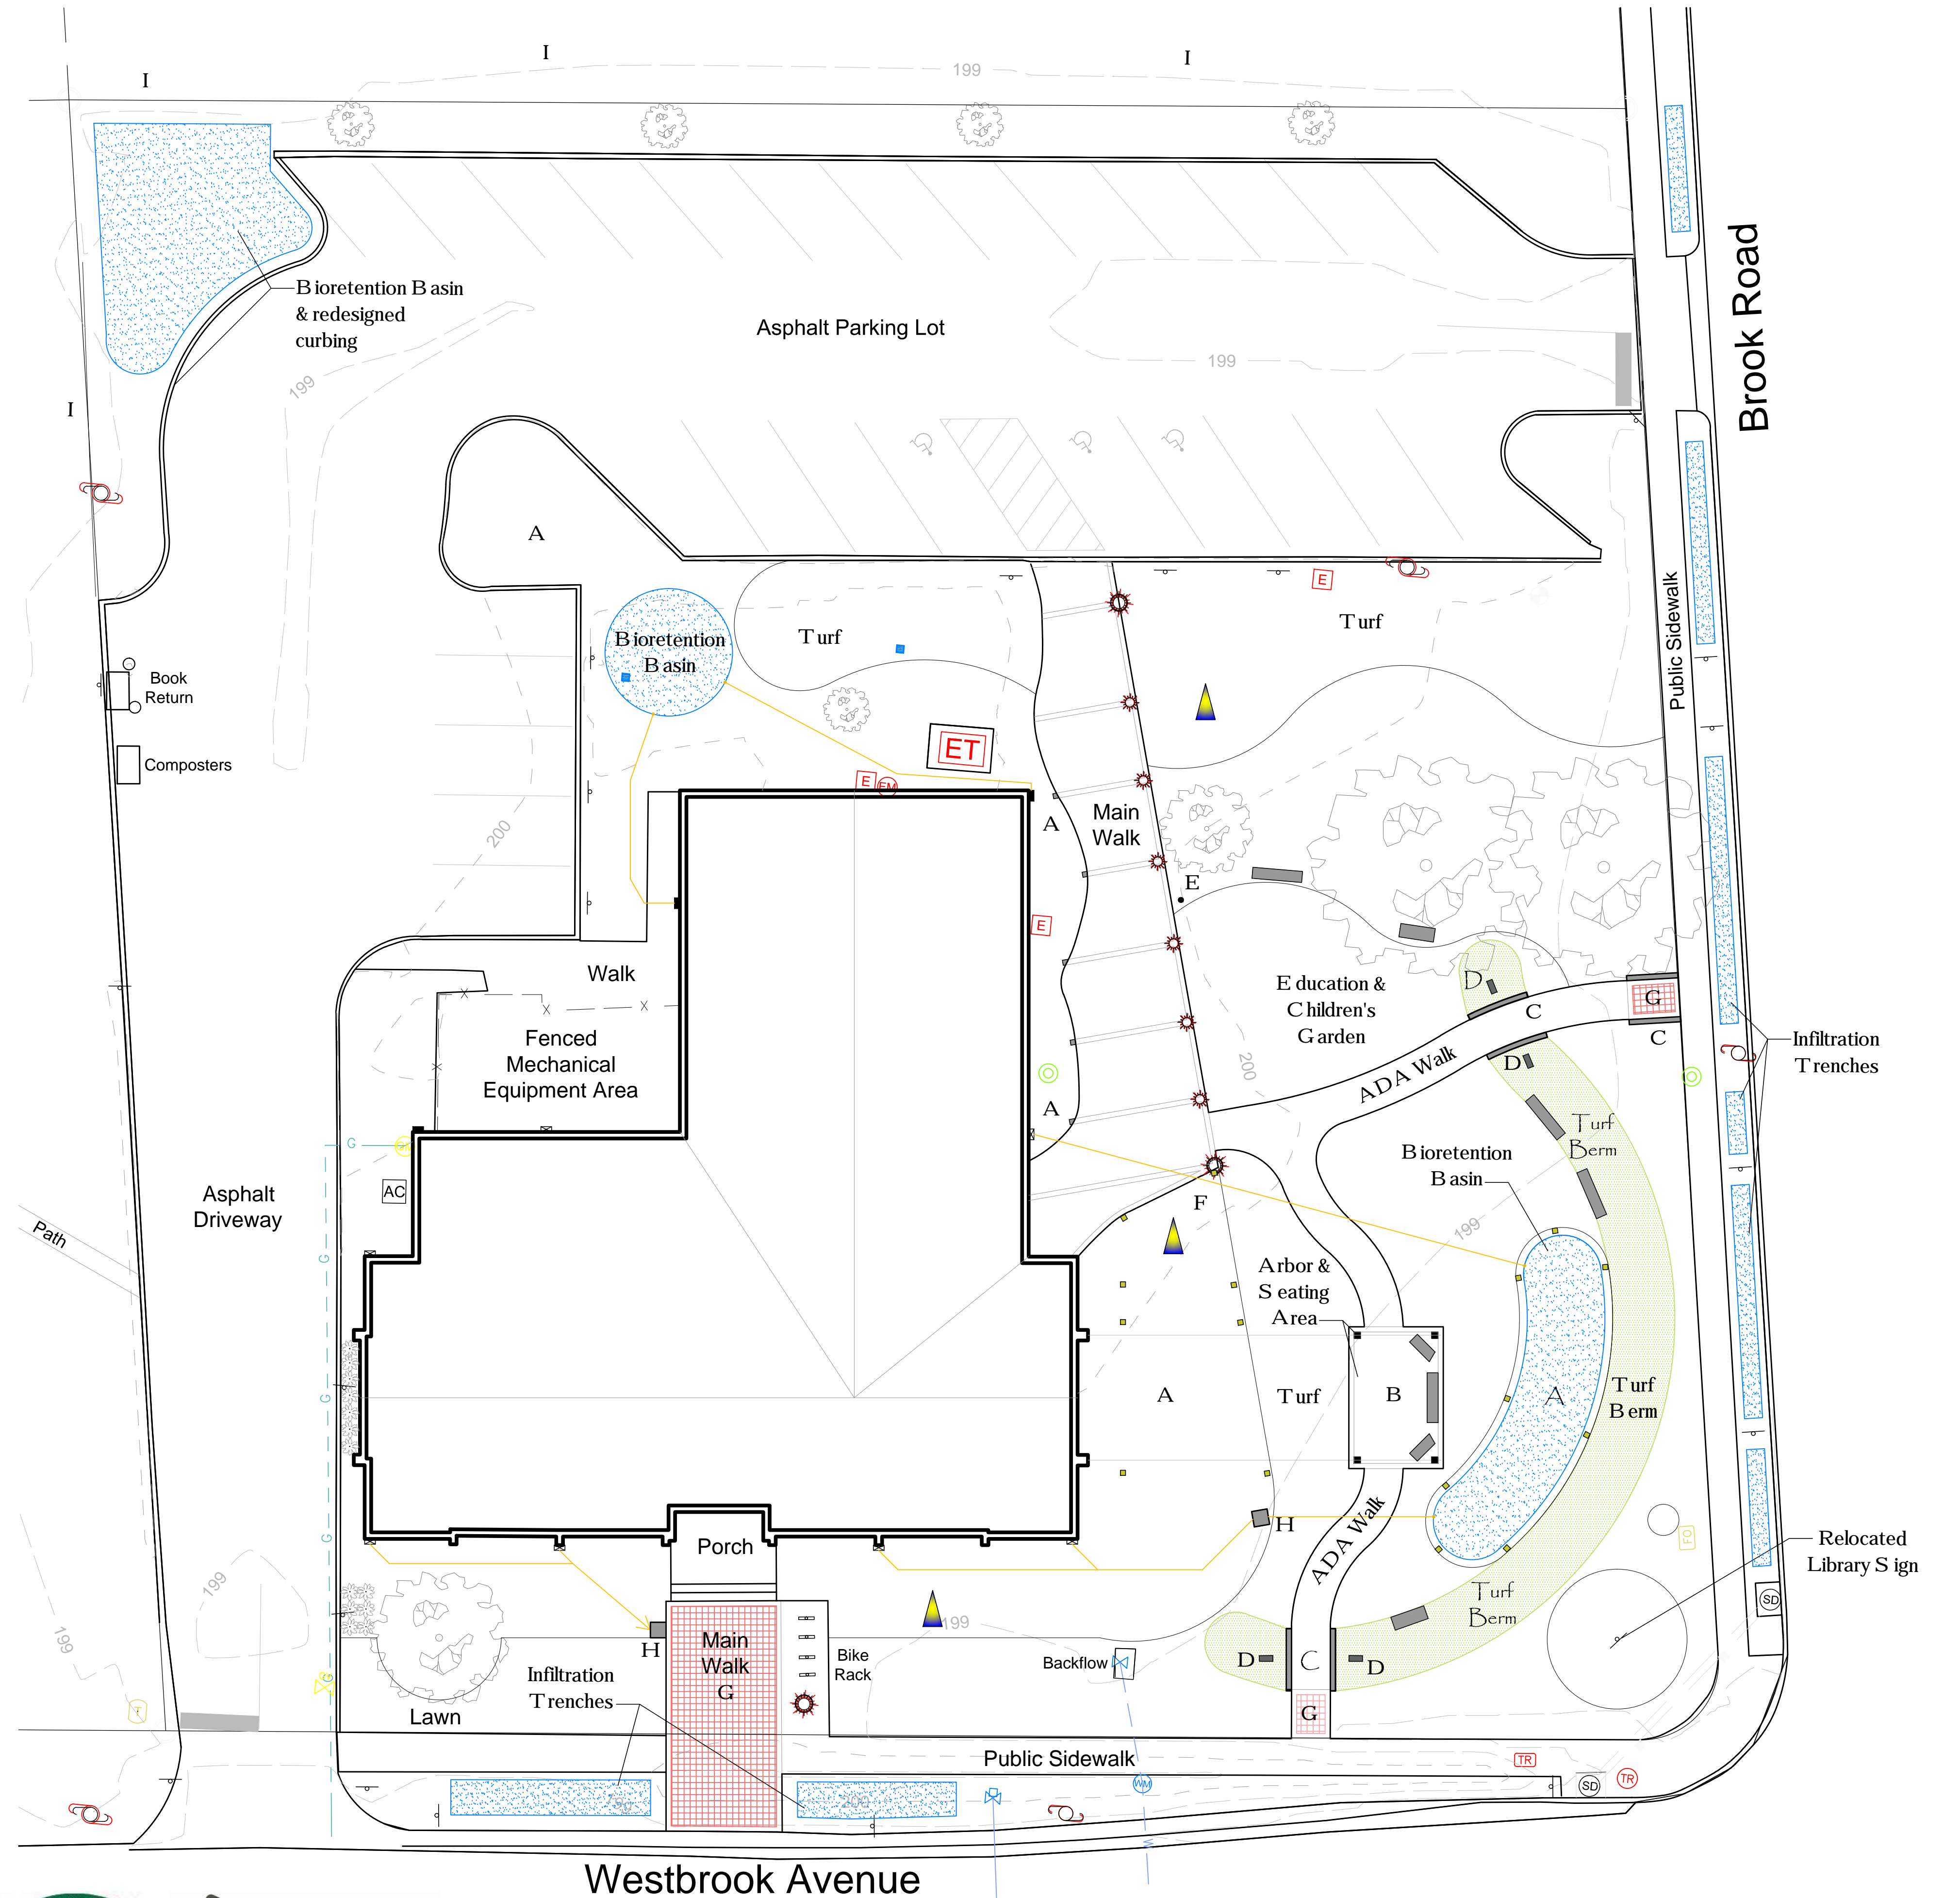 I
I
I
199
Bioretention Basin
& redesigned
curbing
Asphalt Parking Lot
Brook Road
199
199
I
A
E
Bioretention
Basin
Turf
Turf
Public Sidewalk
Book
Return
Composters
ET
E
EM
200
A
Main
Walk
E
E
Walk
Education &
Children's
Garden
D
C
G
C
Fenced
Mechanical
Equipment Area
X
X
X
X
Infiltration
Trenches
D
ADA Walk
200
A
Turf
Berm
G
AC
Asphalt
Driveway
Path
Bioretention
Basin
F
199
G
Arbor &
Seating
Area
A
Turf
B
A
Turf
Berm
G
H
ADA Walk
Porch
G
FO
Relocated
Library Sign
199
199
Turf
Berm
SD
Main
Walk
G
H
Bike
Rack
199
Backflow
D
C
D
Infiltration
Trenches
G
T
Lawn
G
Public Sidewalk
TR
WM
SD
TR
200
W
Westbrook Avenue